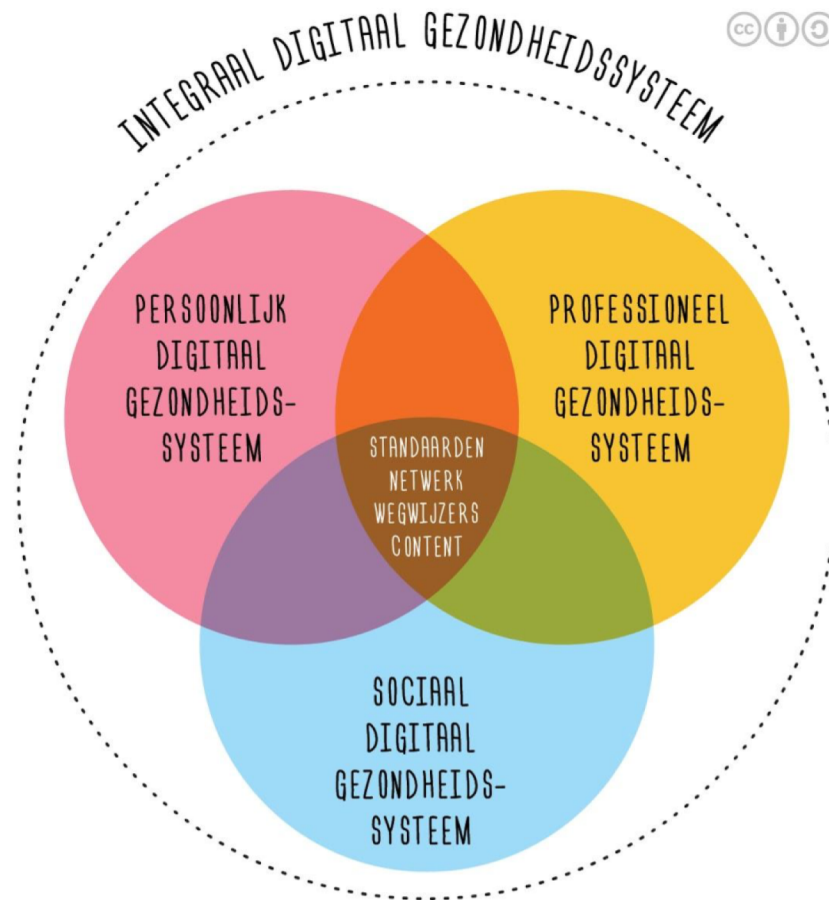 INTEGRAAL DIGITAAL GEZONDHEIDSSYSTEEM
cc
PERSOONLIJK
DIGITAAL
GEZONDHEIDS-
SYSTEEM
PROFESSIONEEL
DIGITAAL
GEZONDHEIDS-
SYSTEEM
STANDAARDEN
NETWERK
WEGWIJZERS
CONTENT
SOCIAAL
DIGITAAL
GEZONDHEIDS-
SYSTEEM